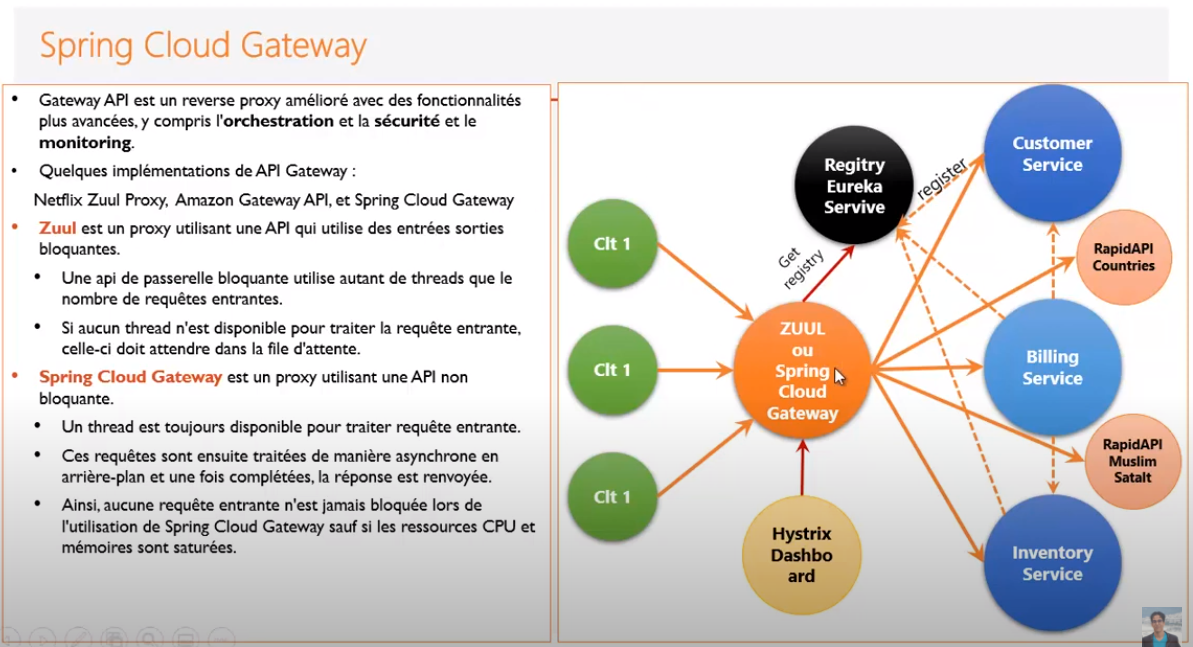 Spring Cloud Gateway
• Gateway API est un reverse proxy amélioré avec des fonctionnalités
plus avancées, y compris l'orchestration et la sécurité et le
monitoring.
• Quelques implémentations de API Gateway :
Netflix Zuul Proxy, Amazon Gateway API, et Spring Cloud Gateway
• Zuul est un proxy utilisant une API qui utilise des entrées sorties
bloquantes.
• Une api de passerelle bloquante utilise autant de threads que le
nombre de requêtes entrantes.
• Si aucun thread n'est disponible pour traiter la requête entrante,
celle-ci doit attendre dans la file d'attente.
• Spring Cloud Gateway est un proxy utilisant une API non
bloquante.
• Un thread est toujours disponible pour traiter requête entrante.
• Ces requêtes sont ensuite traitées de manière asynchrone en
arrière-plan et une fois complétées, la réponse est renvoyée.
• Ainsi, aucune requête entrante n'est jamais bloquée lors de
l'utilisation de Spring Cloud Gateway sauf si les ressources CPU et
mémoires sont saturées.
Clt 1
Clt 1
Clt 1
Regitry
Eureka
Servive
Get
registry
register
ZUUL
ou
Spring
Cloud
Gateway
Hystrix
Dashbo
ard
Customer
Service
RapidAPI
Countries
Billing
Service
RapidAPI
Muslim
Satalt
Inventory
Service